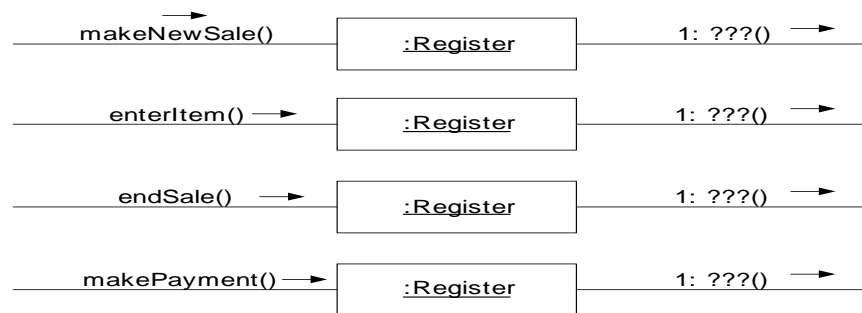 makeNewSale() :Register 1: ???()
enterItem() :Register 1: ???()
endSale() :Register 1: ???()
makePayment() :Register 1: ???()